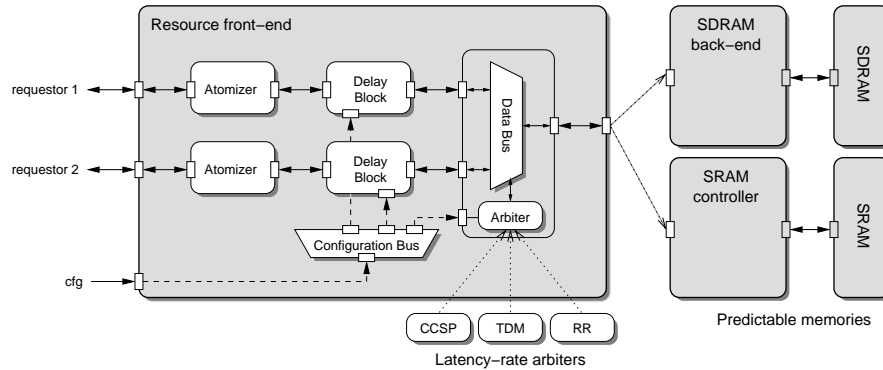 Resource front−end
requestor 1
Atomizer
Delay
Block
Data Bus
requestor 2
Atomizer
Delay
Block
Arbiter
Configuration Bus
cfg
CCSP
TDM
RR
Latency−rate arbiters
SDRAM
back−end
SDRAM
SRAM
controller
SRAM
Predictable memories